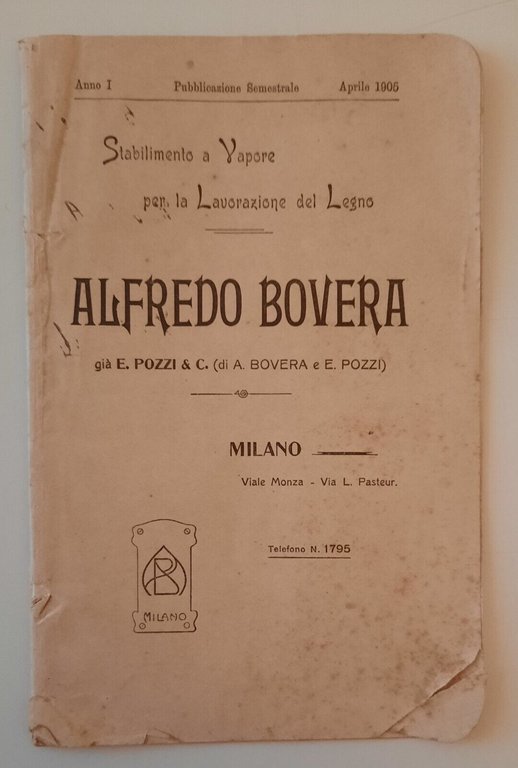 Anno I Pubblicazione Semestrale Aprile 1905
Stabilimento a Vapore
per la Lavorazione del Legno
ALFREDO BOVERA
già E. POZZI & C. (di A. BOVERA e E. POZZI)
MILANO
Viale Monza - Via L. Pasteur.
Telefono N. 1795
AB
MILANO